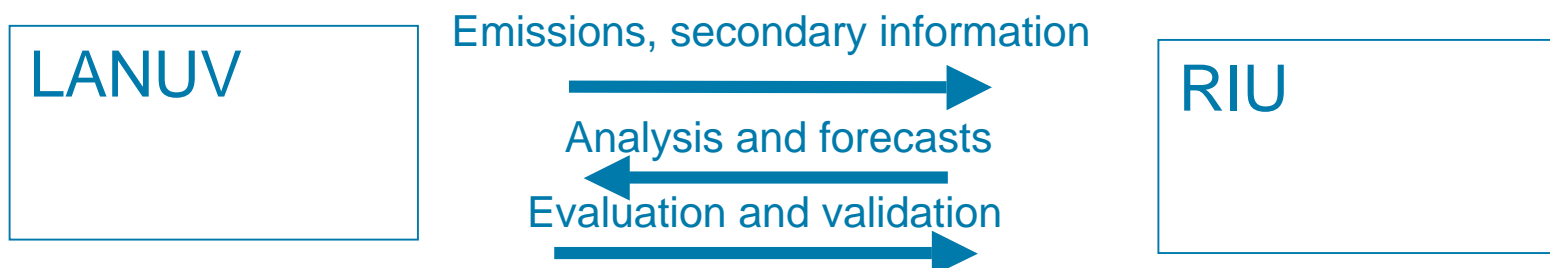 LANUV
Emissions, secondary information
Analysis and forecasts
Evaluation and validation
RIU